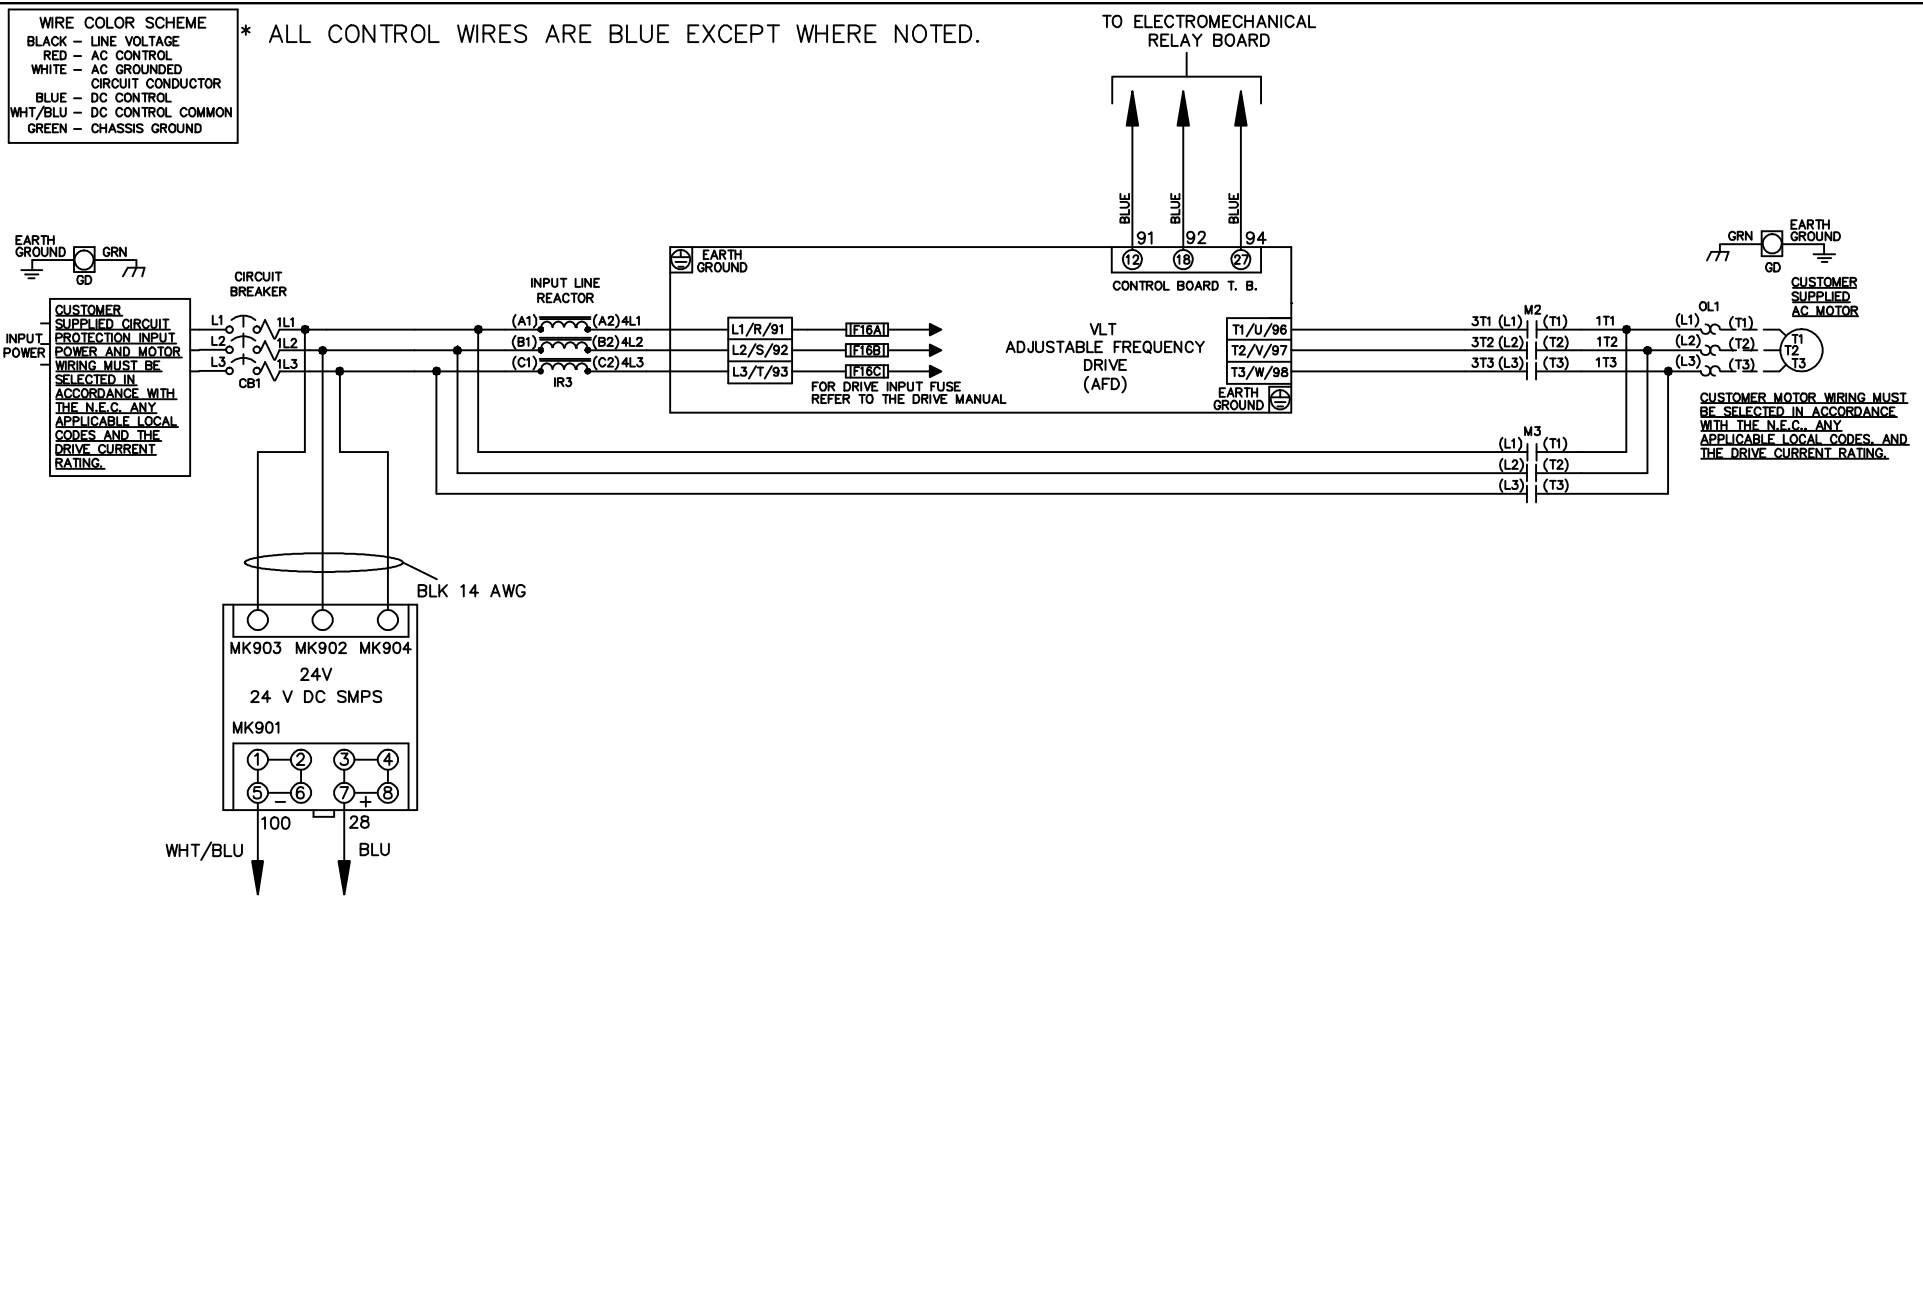 WIRE COLOR SCHEME
BLACK – LINE VOLTAGE
RED – AC CONTROL
WHITE – AC GROUNDED
CIRCUIT CONDUCTOR
BLUE – DC CONTROL
WHT/BLU – DC CONTROL COMMON
GREEN – CHASSIS GROUND
* ALL CONTROL WIRES ARE BLUE EXCEPT WHERE NOTED.
TO ELECTROMECHANICAL
RELAY BOARD
BLUE
BLUE
BLUE
91
92
94
12
18
27
CONTROL BOARD T. B.
EARTH
GROUND
GRN
GD
INPUT
POWER
CUSTOMER
SUPPLIED CIRCUIT
PROTECTION INPUT
POWER AND MOTOR
WIRING MUST BE
SELECTED IN
ACCORDANCE WITH
THE N.E.C. ANY
APPLICABLE LOCAL
CODES AND THE
DRIVE CURRENT
RATING.
CIRCUIT
BREAKER
L1
1L1
L2
1L2
L3
1L3
CB1
INPUT LINE
REACTOR
(A1)
(A2)4L1
(B1)
(B2)4L2
(C1)
(C2)4L3
IR3
EARTH
GROUND
L1/R/91
L2/S/92
L3/T/93
F16A
F16B
F16C
FOR DRIVE INPUT FUSE
REFER TO THE DRIVE MANUAL
VLT
ADJUSTABLE FREQUENCY
DRIVE
(AFD)
T1/U/96
T2/V/97
T3/W/98
EARTH
GROUND
M2
3T1 (L1) (T1) 1T1
3T2 (L2) (T2) 1T2
3T3 (L3) (T3) 1T3
M3
(L1) (T1)
(L2) (T2)
(L3) (T3)
OL1
(L1) (T1)
(L2) (T2)
(L3) (T3)
T1
T2
T3
GRN
EARTH
GROUND
GD
CUSTOMER
SUPPLIED
AC MOTOR
CUSTOMER MOTOR WIRING MUST
BE SELECTED IN ACCORDANCE
WITH THE N.E.C., ANY
APPLICABLE LOCAL CODES, AND
THE DRIVE CURRENT RATING.
BLK 14 AWG
MK903 MK902 MK904
24V
24 V DC SMPS
MK901
1 2 3 4
5 – 6 7 + 8
100
28
WHT/BLU
BLU